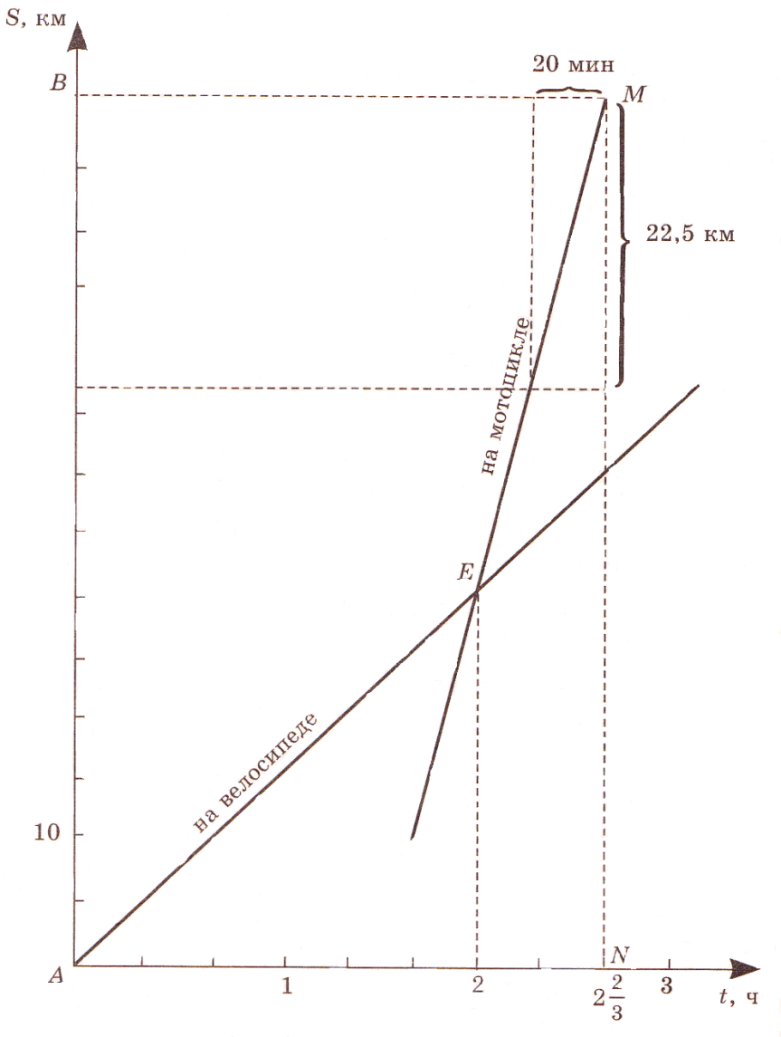 S, км
20 мин
B
M
22,5 км
на мотоцикле
E
на велосипеде
10
A
N
1
2
2 2/3
3
t, ч